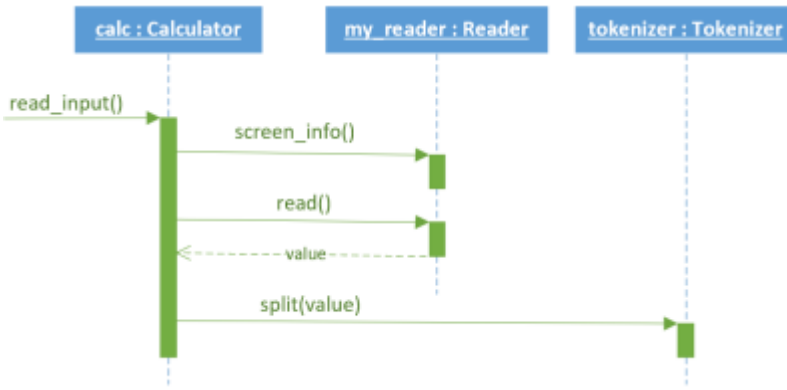 calc : Calculator
my_reader : Reader
tokenizer : Tokenizer
read_input()
screen_info()
read()
value
split(value)